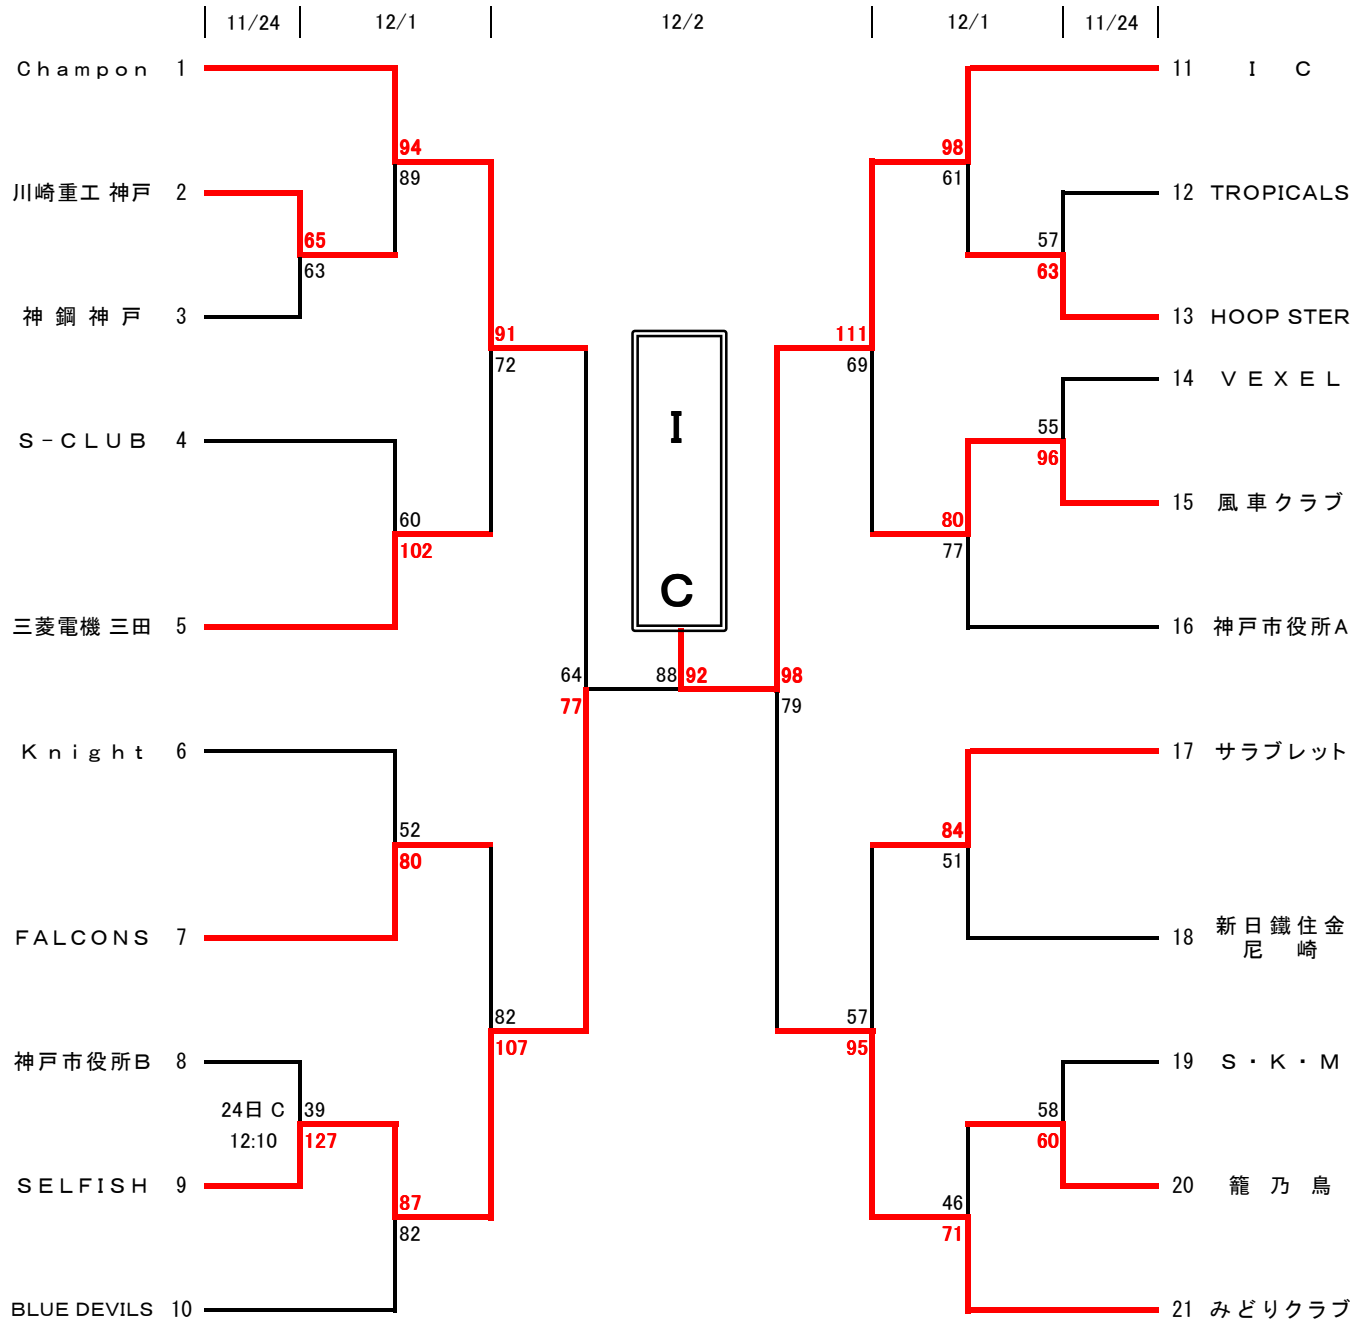 11/24 12/1 12/2 12/1 11/24
Champon 1
11 I C
94
98
89
61
川崎重工 神戸 2
12 TROPICALS
65
57
63
63
神鋼神戸 3
13 HOOP STER
91
111
72
69
14 VEXEL
I
C
S-CLUB 4
55
96
15 風車クラブ
60
80
102
77
三菱電機 三田 5
16 神戸市役所A
64
88 92
98
77
79
Knight 6
17 サラブレット
52
84
80
51
FALCONS 7
18 新日鐵住金
尼崎
82
57
107
95
神戸市役所B 8
19 S・K・M
24日 C
39
58
12:10
127
60
SELFISH 9
20 籠乃鳥
87
46
82
71
BLUE DEVILS 10
21 みどりクラブ